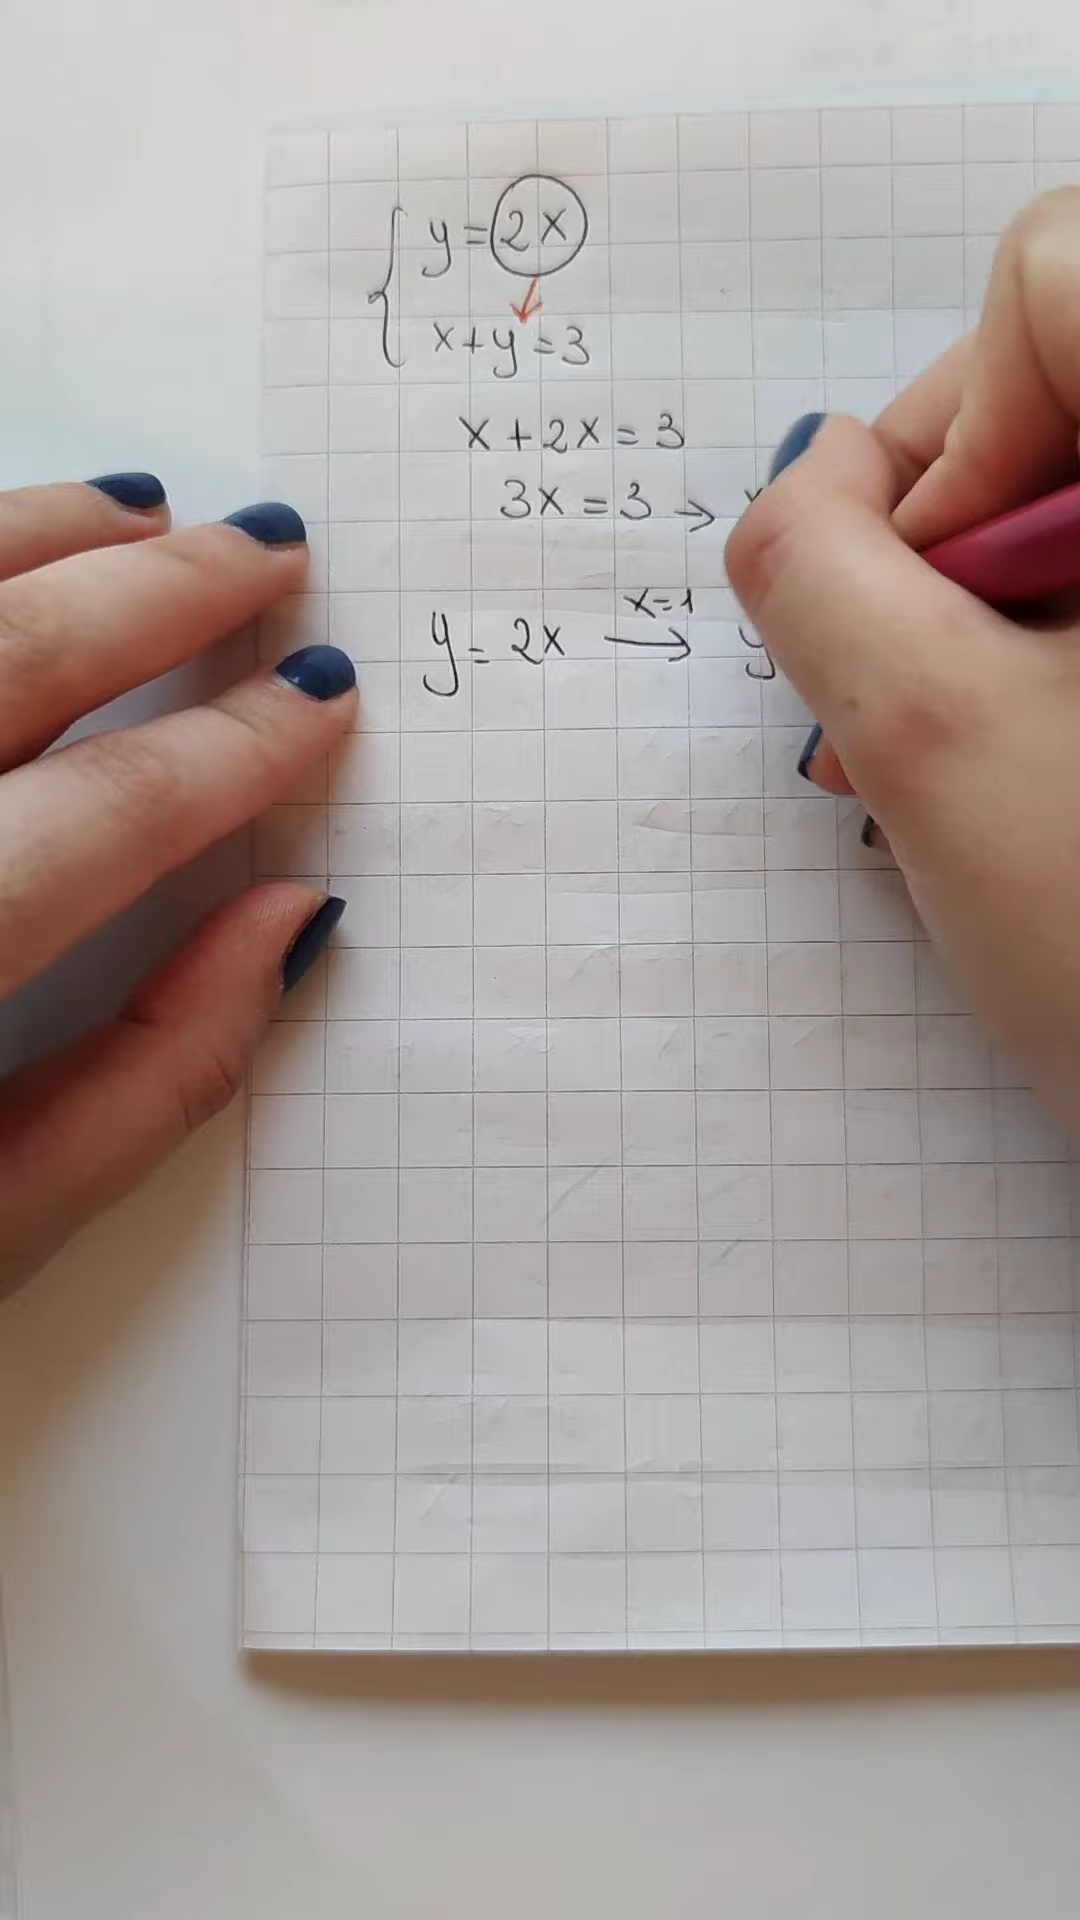 y = 2x
x + y = 3
x + 2x = 3
3x = 3 → x
x = 1
y = 2x → y